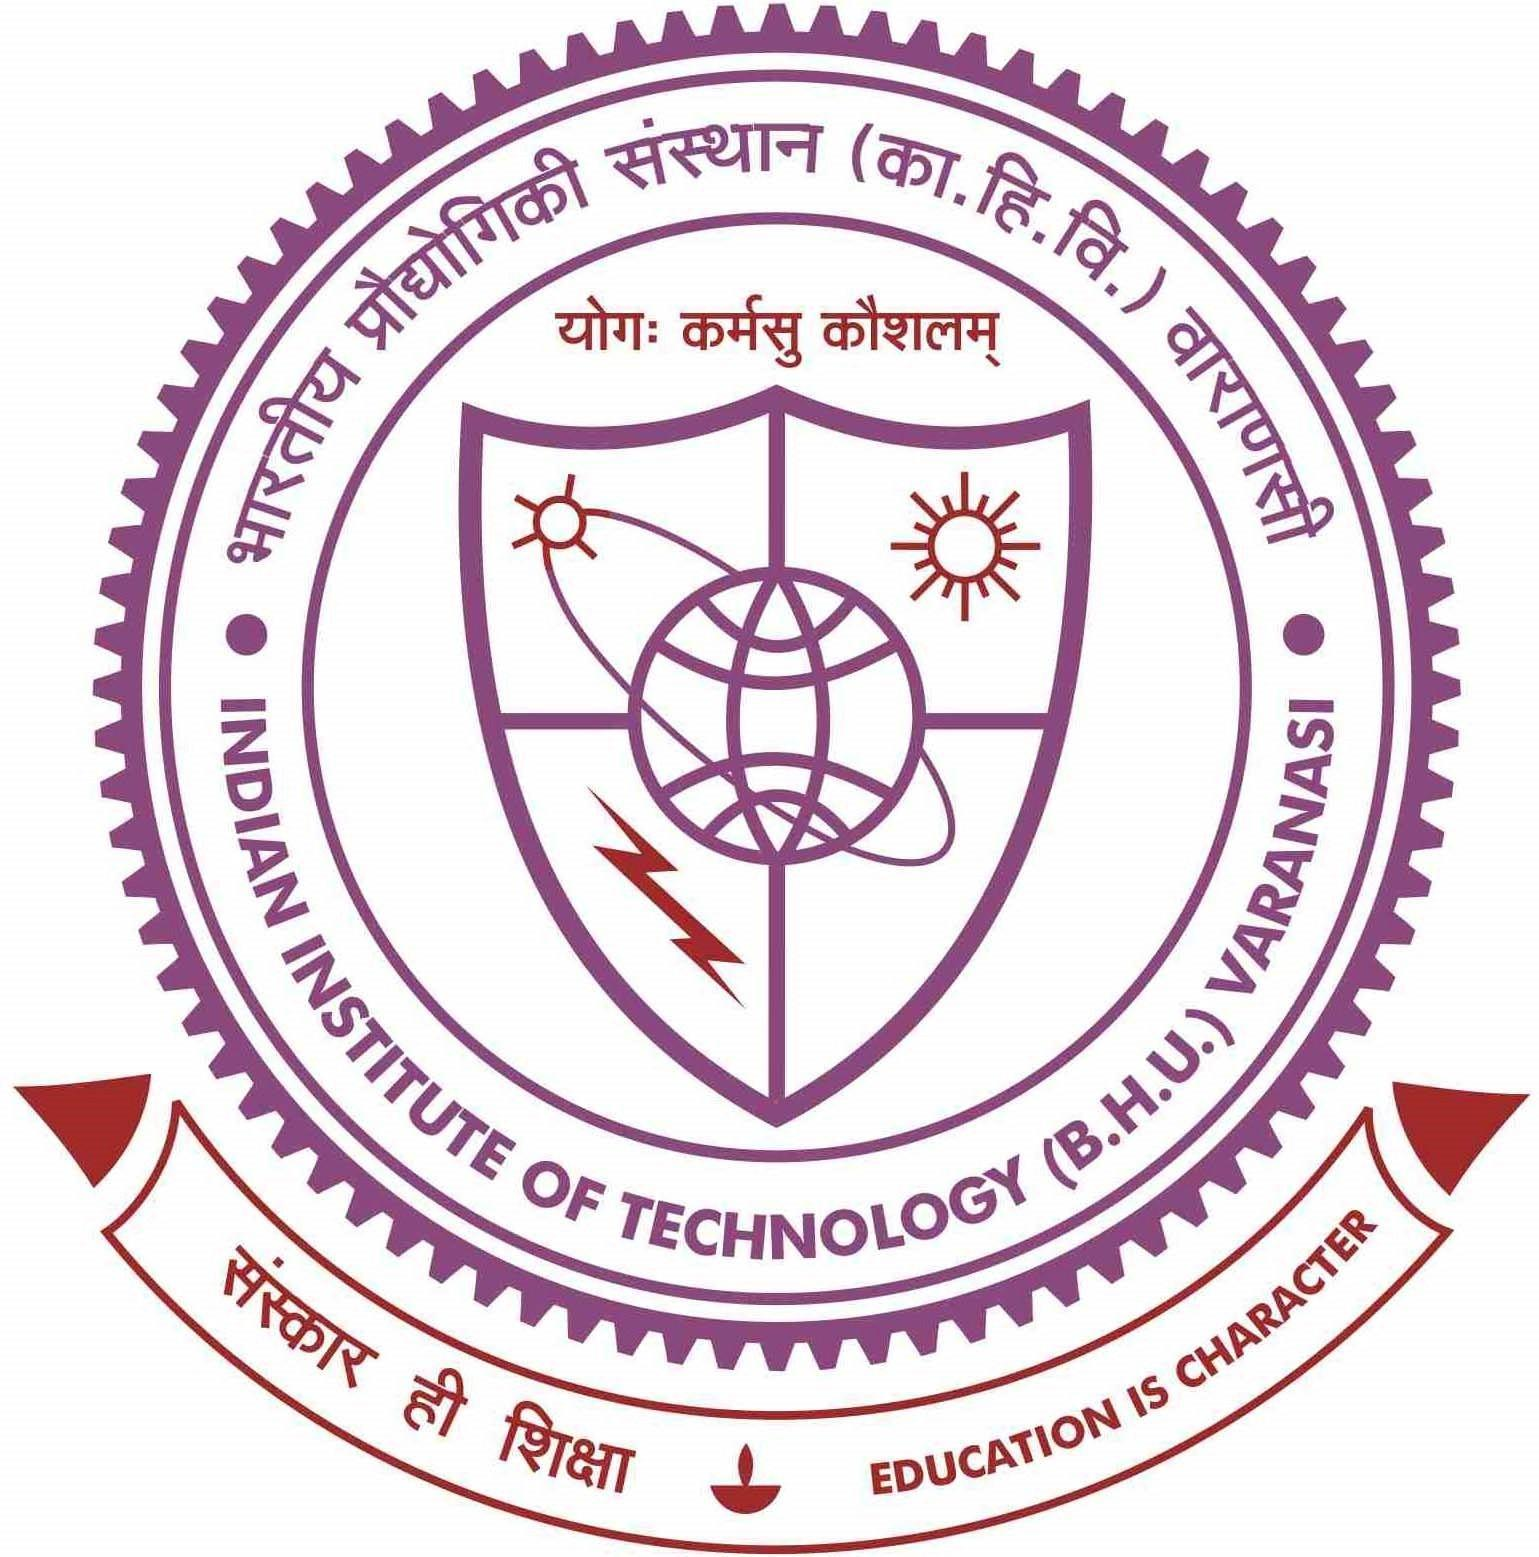 भारतीय प्रौद्योगिकी संस्थान (का.हि.वि.) वाराणसी
योगः कर्मसु कौशलम्
INDIAN INSTITUTE OF TECHNOLOGY (B.H.U.) VARANASI
संस्कार ही शिक्षा
EDUCATION IS CHARACTER